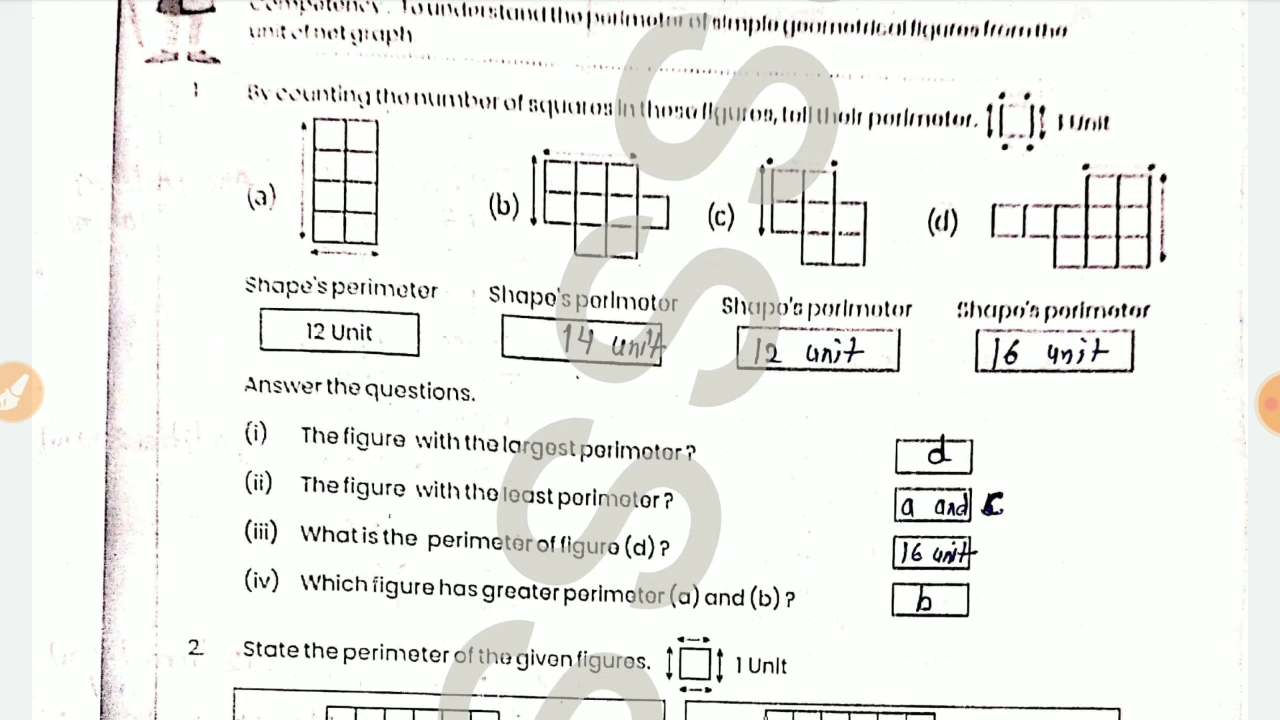 Competency. To understand the perimeter of simple geometrical figures from the
unit of net graph
1 By counting the number of squares in these figures, tell their perimeter. 1 Unit
(a) (b) (c) (d)
Shape's perimeter Shape's perimeter Shape's perimeter Shape's perimeter
12 Unit 14 unit 12 unit 16 unit
Answer the questions.
(i) The figure with the largest perimeter? d
(ii) The figure with the least perimeter? a and c
(iii) What is the perimeter of figure (d)? 16 unit
(iv) Which figure has greater perimeter (a) and (b)? b
2. State the perimeter of the given figures. 1 Unit